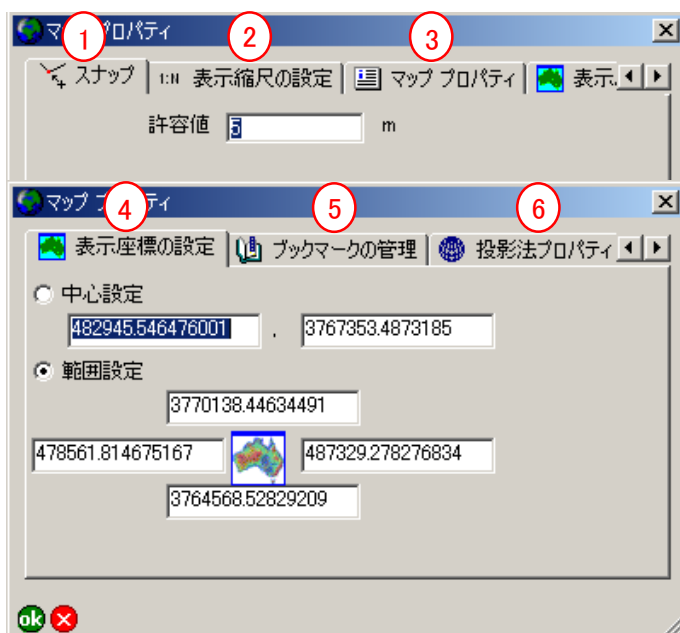 マップ プロパティ
1 2 3
スナップ 1:N 表示縮尺の設定 マップ プロパティ 表示
許容値 5 m
マップ プロパティ
4 5 6
表示座標の設定 ブックマークの管理 投影法プロパティ
中心設定
482945.546476001 , 3767353.4873185
範囲設定
3770138.44634491
478561.814675167 487329.278276834
3764568.52829209
ok